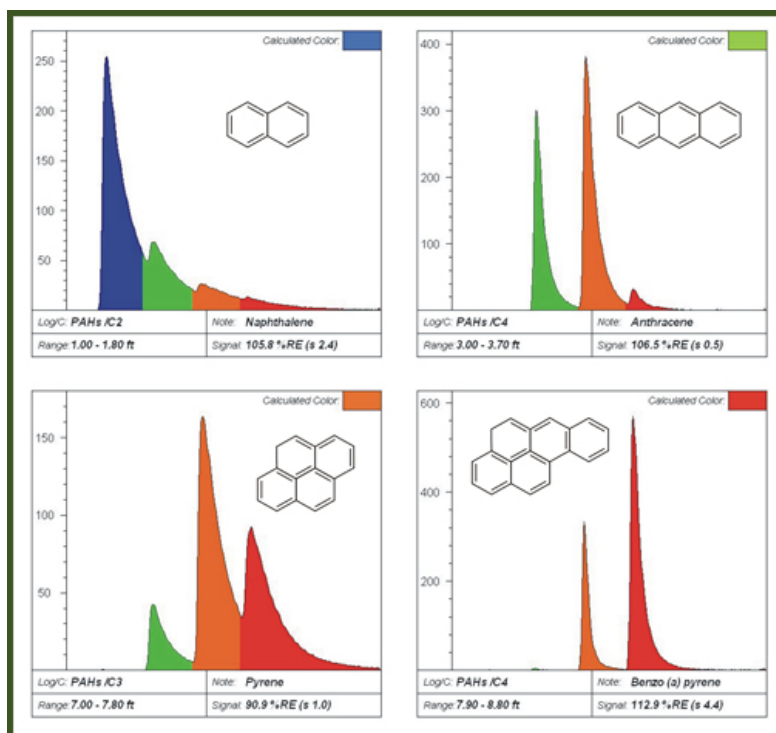 Calculated Color:
250
200
150
100
50
Log/C: PAHs /C2 Note: Naphthalene
Range: 1.00 - 1.80 ft Signal: 105.8 %RE (s 2.4)
Calculated Color:
400
300
200
100
Log/C: PAHs /C4 Note: Anthracene
Range: 3.00 - 3.70 ft Signal: 106.5 %RE (s 0.5)
Calculated Color:
150
100
50
Log/C: PAHs /C3 Note: Pyrene
Range: 7.00 - 7.80 ft Signal: 90.9 %RE (s 1.0)
Calculated Color:
600
400
200
Log/C: PAHs /C4 Note: Benzo (a) pyrene
Range: 7.90 - 8.80 ft Signal: 112.9 %RE (s 4.4)